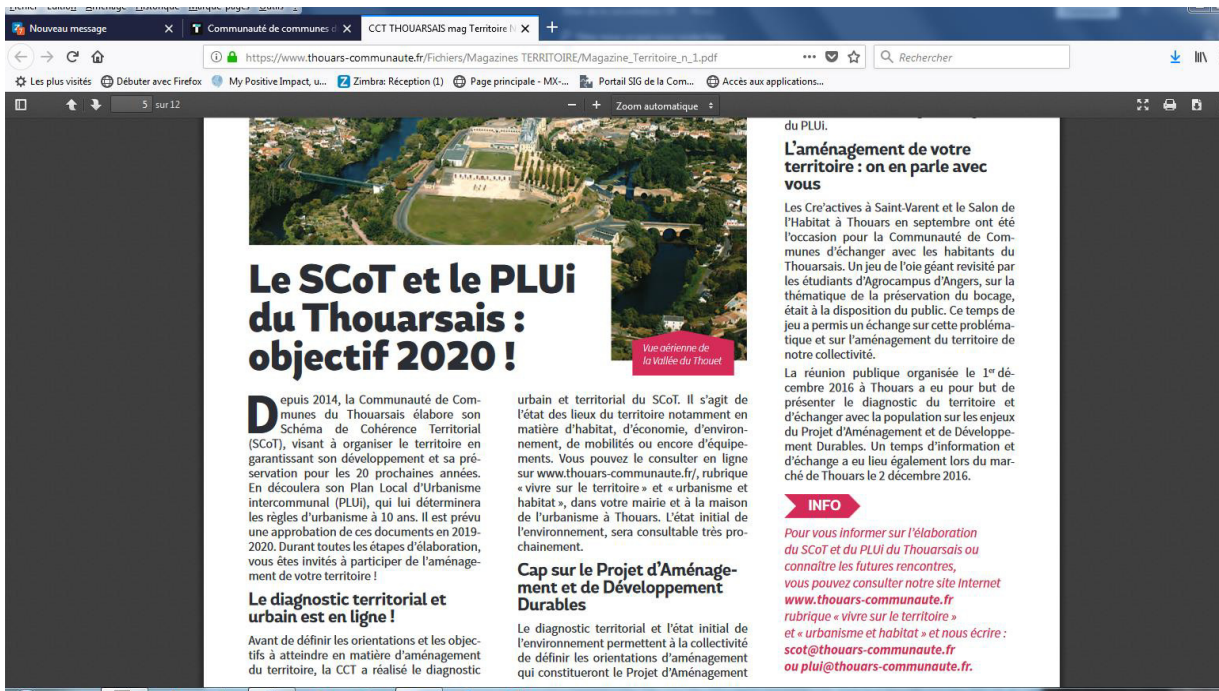 Fichier Edition Affichage Historique Marque-pages Outils ?
Nouveau message
Communauté de communes d
CCT THOUARSAIS mag Territoire N
https://www.thouars-communaute.fr/Fichiers/Magazines TERRITOIRE/Magazine_Territoire_n_1.pdf
Rechercher
Les plus visités
Débuter avec Firefox
My Positive Impact, u...
Zimbra: Réception (1)
Page principale - MX-...
Portail SIG de la Com...
Accès aux applications...
5 sur 12
Zoom automatique
Le SCoT et le PLUi
du Thouarsais :
objectif 2020 !
Vue aérienne de
la Vallée du Thouet
Depuis 2014, la Communauté de Com-
munes du Thouarsais élabore son
Schéma de Cohérence Territorial
(SCoT), visant à organiser le territoire en
garantissant son développement et sa pré-
servation pour les 20 prochaines années.
En découlera son Plan Local d'Urbanisme
intercommunal (PLUi), qui lui déterminera
les règles d'urbanisme à 10 ans. Il est prévu
une approbation de ces documents en 2019-
2020. Durant toutes les étapes d'élaboration,
vous êtes invités à participer de l'aménage-
ment de votre territoire !
Le diagnostic territorial et
urbain est en ligne !
Avant de définir les orientations et les objec-
tifs à atteindre en matière d'aménagement
du territoire, la CCT a réalisé le diagnostic
urbain et territorial du SCoT. Il s'agit de
l'état des lieux du territoire notamment en
matière d'habitat, d'économie, d'environ-
nement, de mobilités ou encore d'équipe-
ments. Vous pouvez le consulter en ligne
sur www.thouars-communaute.fr/, rubrique
« vivre sur le territoire » et « urbanisme et
habitat », dans votre mairie et à la maison
de l'urbanisme à Thouars. L'état initial de
l'environnement, sera consultable très pro-
chainement.
Cap sur le Projet d'Aménage-
ment et de Développement
Durables
Le diagnostic territorial et l'état initial de
l'environnement permettent à la collectivité
de définir les orientations d'aménagement
qui constitueront le Projet d'Aménagement
du PLUi.
L'aménagement de votre
territoire : on en parle avec
vous
Les Cre'actives à Saint-Varent et le Salon de
l'Habitat à Thouars en septembre ont été
l'occasion pour la Communauté de Com-
munes d'échanger avec les habitants du
Thouarsais. Un jeu de l'oie géant revisité par
les étudiants d'Agrocampus d'Angers, sur la
thématique de la préservation du bocage,
était à la disposition du public. Ce temps de
jeu a permis un échange sur cette probléma-
tique et sur l'aménagement du territoire de
notre collectivité.
La réunion publique organisée le 1er dé-
cembre 2016 à Thouars a eu pour but de
présenter le diagnostic du territoire et
d'échanger avec la population sur les enjeux
du Projet d'Aménagement et de Développe-
ment Durables. Un temps d'information et
d'échange a eu lieu également lors du mar-
ché de Thouars le 2 décembre 2016.
INFO
Pour vous informer sur l'élaboration
du SCoT et du PLUi du Thouarsais ou
connaître les futures rencontres,
vous pouvez consulter notre site Internet
www.thouars-communaute.fr
rubrique « vivre sur le territoire »
et « urbanisme et habitat » et nous écrire :
scot@thouars-communaute.fr
ou plui@thouars-communaute.fr.